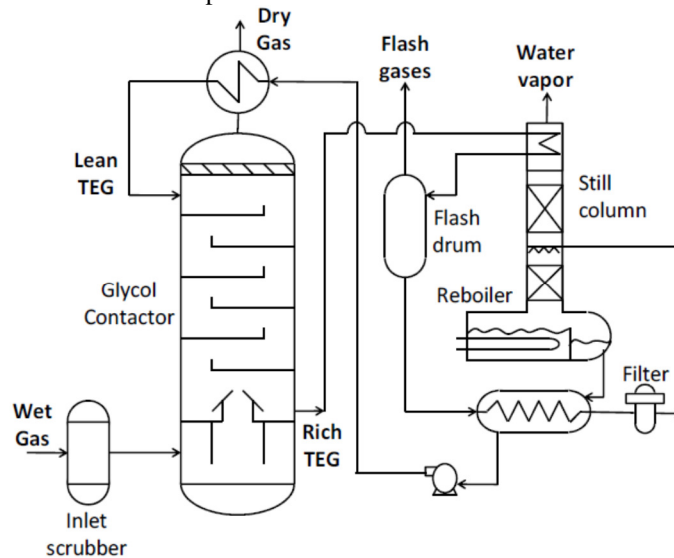 Dry
Gas
Flash
gases
Water
vapor
Lean
TEG
Flash
drum
Still
column
Glycol
Contactor
Reboiler
Filter
Wet
Gas
Rich
TEG
Inlet
scrubber